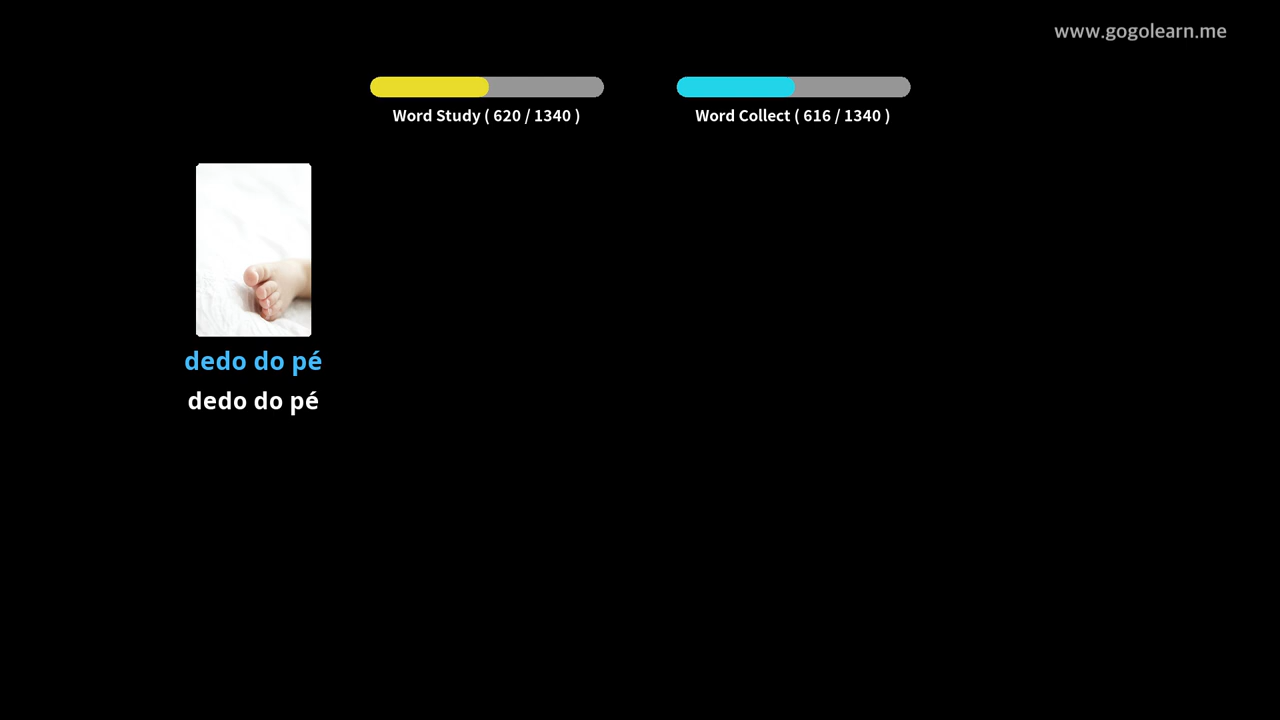 www.gogolearn.me
Word Study ( 620 / 1340 )
Word Collect ( 616 / 1340 )
dedo do pé
dedo do pé